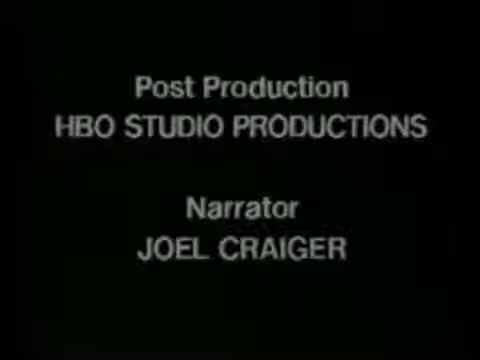 Post Production
HBO STUDIO PRODUCTIONS
Narrator
JOEL CRAIGER